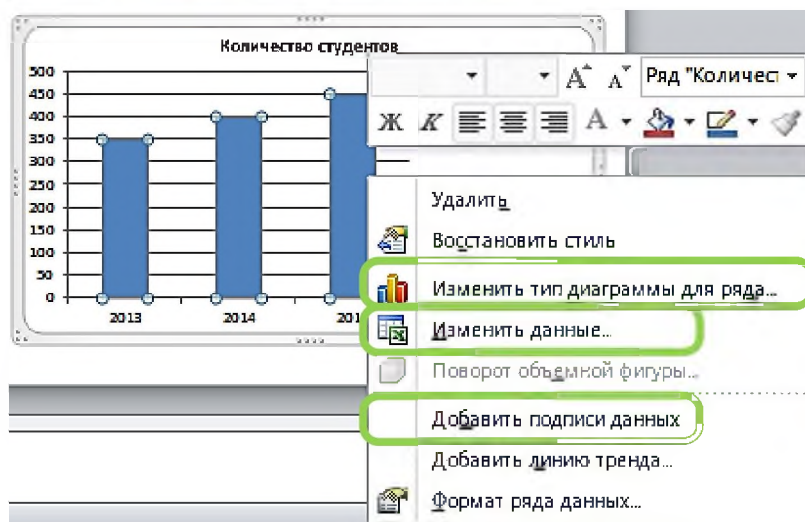 Количество студентов
500
450
400
350
300
250
200
150
100
50
0
2013
2014
Ряд "Количест
Ж К A
Удалить
Восстановить стиль
Изменить тип диаграммы для ряда...
Изменить данные...
Поворот объемной фигуры...
Добавить подписи данных
Добавить линию тренда...
Формат ряда данных...